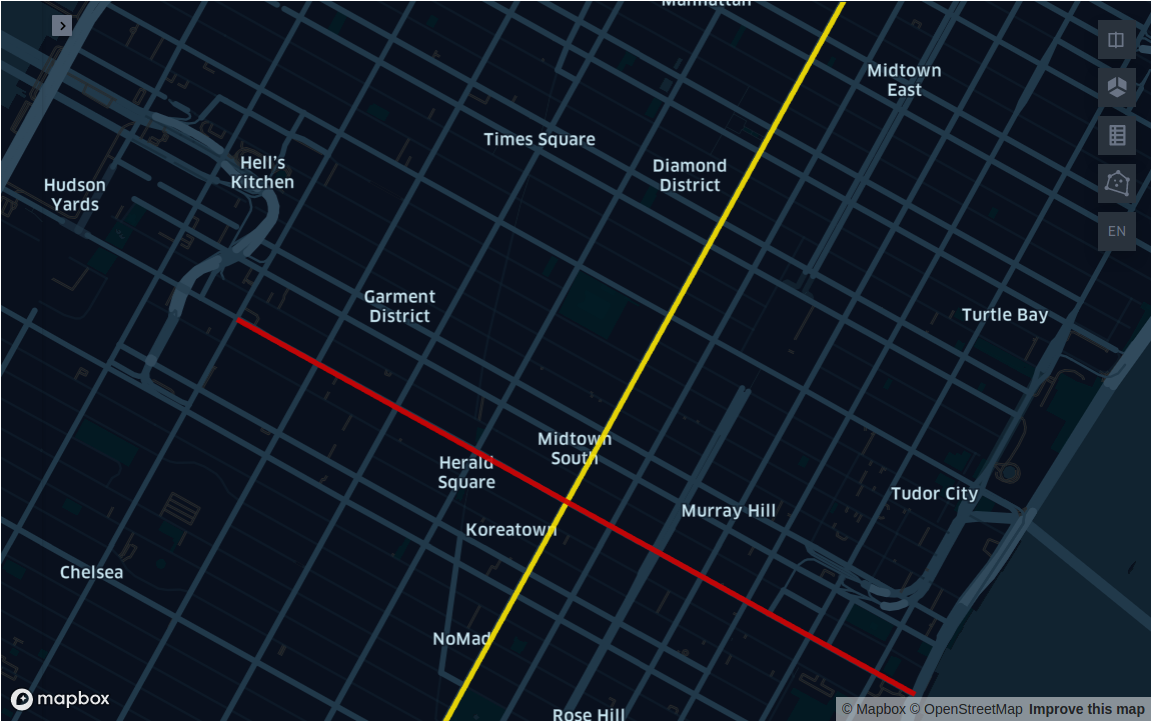 Manhattan
Midtown
East
Times Square
Diamond
District
Hell's
Kitchen
Hudson
Yards
EN
Garment
District
Turtle Bay
Midtown
South
Herald
Square
Tudor City
Murray Hill
Koreatown
Chelsea
NoMad
mapbox
Rose Hill
© Mapbox © OpenStreetMap Improve this map